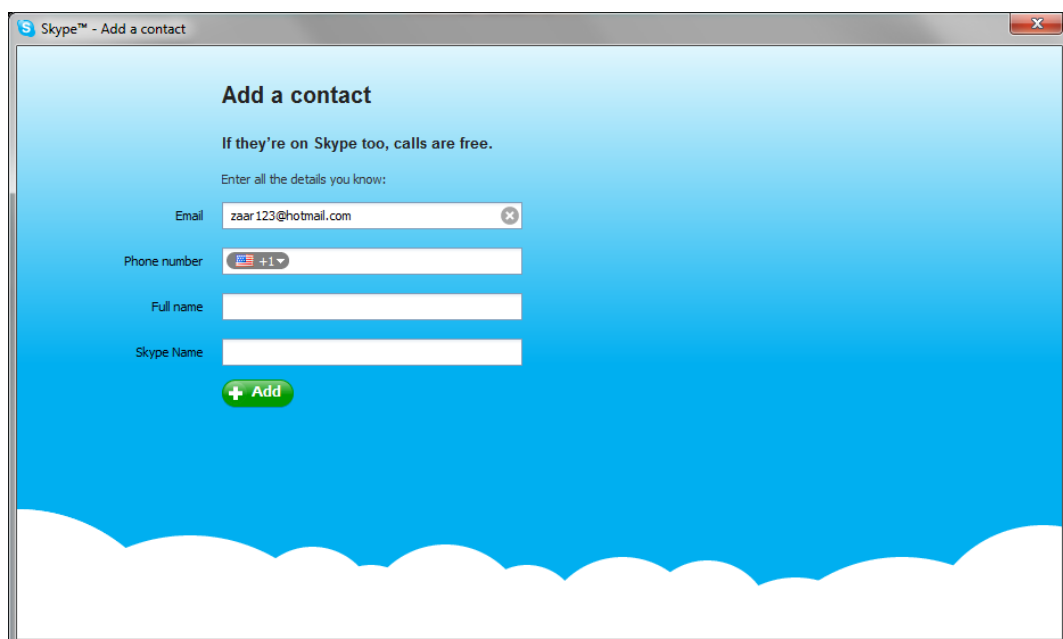 Skype™ - Add a contact
Add a contact
If they're on Skype too, calls are free.
Enter all the details you know:
Email zaar123@hotmail.com
Phone number +1
Full name
Skype Name
Add